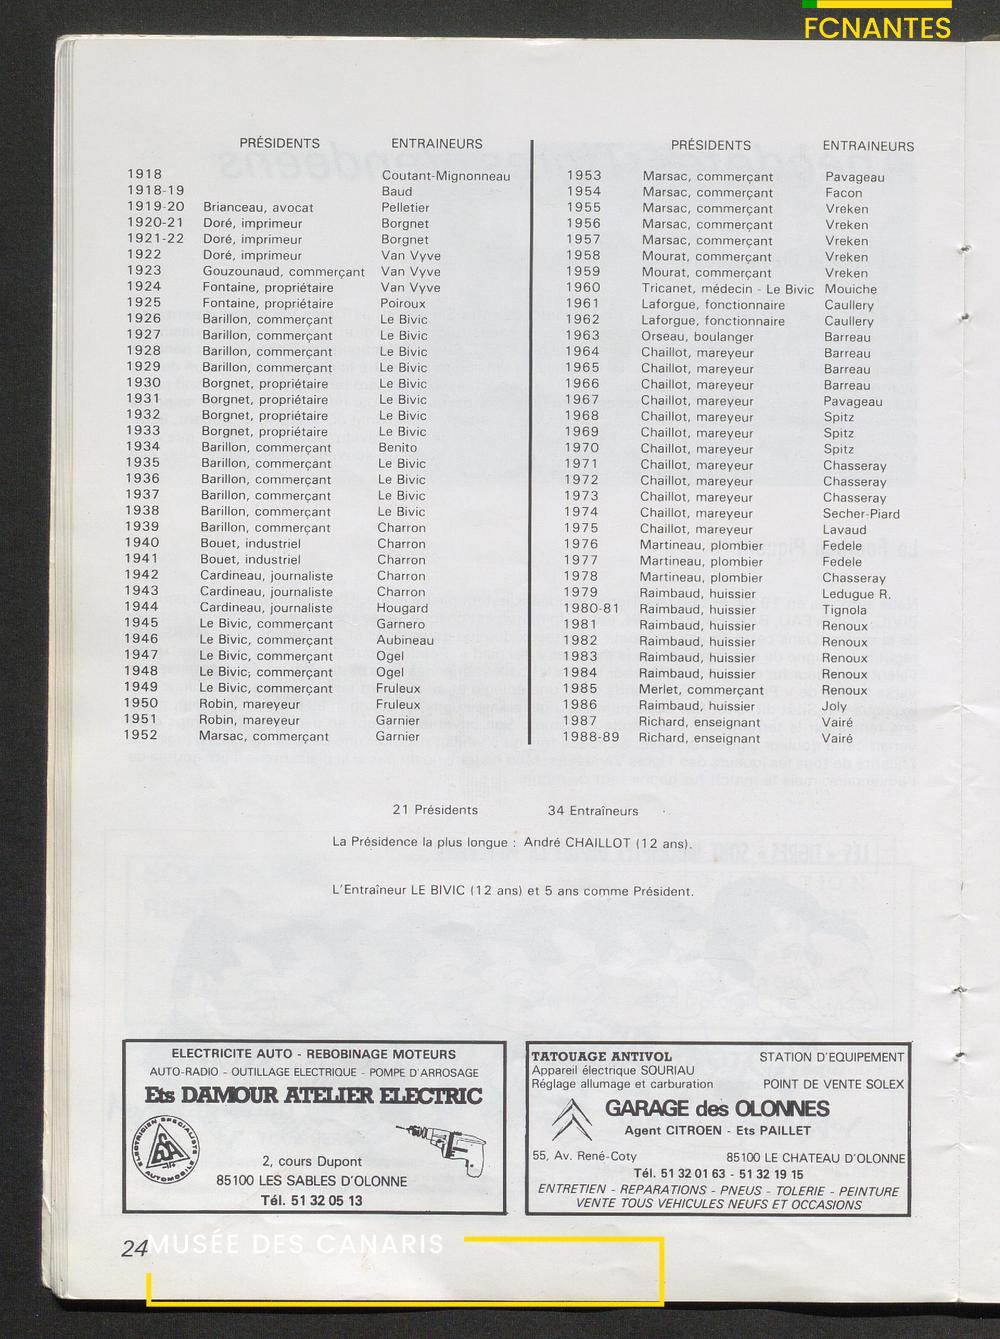 FCNANTES
PRÉSIDENTS ENTRAINEURS
1918 Coutant-Mignonneau
1918-19 Baud
1919-20 Brianceau, avocat Pelletier
1920-21 Doré, imprimeur Borgnet
1921-22 Doré, imprimeur Borgnet
1922 Doré, imprimeur Van Vyve
1923 Gouzounaud, commerçant Van Vyve
1924 Fontaine, propriétaire Van Vyve
1925 Fontaine, propriétaire Poiroux
1926 Barillon, commerçant Le Bivic
1927 Barillon, commerçant Le Bivic
1928 Barillon, commerçant Le Bivic
1929 Barillon, commerçant Le Bivic
1930 Borgnet, propriétaire Le Bivic
1931 Borgnet, propriétaire Le Bivic
1932 Borgnet, propriétaire Le Bivic
1933 Borgnet, propriétaire Le Bivic
1934 Barillon, commerçant Benito
1935 Barillon, commerçant Le Bivic
1936 Barillon, commerçant Le Bivic
1937 Barillon, commerçant Le Bivic
1938 Barillon, commerçant Le Bivic
1939 Barillon, commerçant Charron
1940 Bouet, industriel Charron
1941 Bouet, industriel Charron
1942 Cardineau, journaliste Charron
1943 Cardineau, journaliste Charron
1944 Cardineau, journaliste Hougard
1945 Le Bivic, commerçant Garnero
1946 Le Bivic, commerçant Aubineau
1947 Le Bivic, commerçant Ogel
1948 Le Bivic; commerçant Ogel
1949 Le Bivic, commerçant Fruleux
1950 Robin, mareyeur Fruleux
1951 Robin, mareyeur Garnier
1952 Marsac, commerçant Garnier
PRÉSIDENTS ENTRAINEURS
1953 Marsac, commerçant Pavageau
1954 Marsac, commerçant Facon
1955 Marsac, commerçant Vreken
1956 Marsac, commerçant Vreken
1957 Marsac, commerçant Vreken
1958 Mourat, commerçant Vreken
1959 Mourat, commerçant Vreken
1960 Tricanet, médecin - Le Bivic Mouiche
1961 Laforgue, fonctionnaire Caullery
1962 Laforgue, fonctionnaire Caullery
1963 Orseau, boulanger Barreau
1964 Chaillot, mareyeur Barreau
1965 Chaillot, mareyeur Barreau
1966 Chaillot, mareyeur Barreau
1967 Chaillot, mareyeur Pavageau
1968 Chaillot, mareyeur Spitz
1969 Chaillot, mareyeur Spitz
1970 Chaillot, mareyeur Spitz
1971 Chaillot, mareyeur Chasseray
1972 Chaillot, mareyeur Chasseray
1973 Chaillot, mareyeur Chasseray
1974 Chaillot, mareyeur Secher-Piard
1975 Chaillot, mareyeur Lavaud
1976 Martineau, plombier Fedele
1977 Martineau, plombier Fedele
1978 Martineau, plombier Chasseray
1979 Raimbaud, huissier Ledugue R.
1980-81 Raimbaud, huissier Tignola
1981 Raimbaud, huissier Renoux
1982 Raimbaud, huissier Renoux
1983 Raimbaud, huissier Renoux
1984 Raimbaud, huissier Renoux
1985 Merlet, commerçant Renoux
1986 Raimbaud, huissier Joly
1987 Richard, enseignant Vairé
1988-89 Richard, enseignant Vairé
21 Présidents 34 Entraîneurs
La Présidence la plus longue : André CHAILLOT (12 ans).
L'Entraîneur LE BIVIC (12 ans) et 5 ans comme Président.
ELECTRICITE AUTO - REBOBINAGE MOTEURS
AUTO-RADIO - OUTILLAGE ELECTRIQUE - POMPE D'ARROSAGE
Ets DAMOUR ATELIER ELECTRIC
ELECTRICIEN SPECIALISTE
ASA
AUTOMOBILE
2, cours Dupont
85100 LES SABLES D'OLONNE
Tél. 51 32 05 13
TATOUAGE ANTIVOL STATION D'EQUIPEMENT
Appareil électrique SOURIAU
Réglage allumage et carburation POINT DE VENTE SOLEX
GARAGE des OLONNES
Agent CITROEN - Ets PAILLET
55, Av. René-Coty 85100 LE CHATEAU D'OLONNE
Tél. 51 32 01 63 - 51 32 19 15
ENTRETIEN - REPARATIONS - PNEUS - TOLERIE - PEINTURE
VENTE TOUS VEHICULES NEUFS ET OCCASIONS
24
MUSÉE DES CANARIS